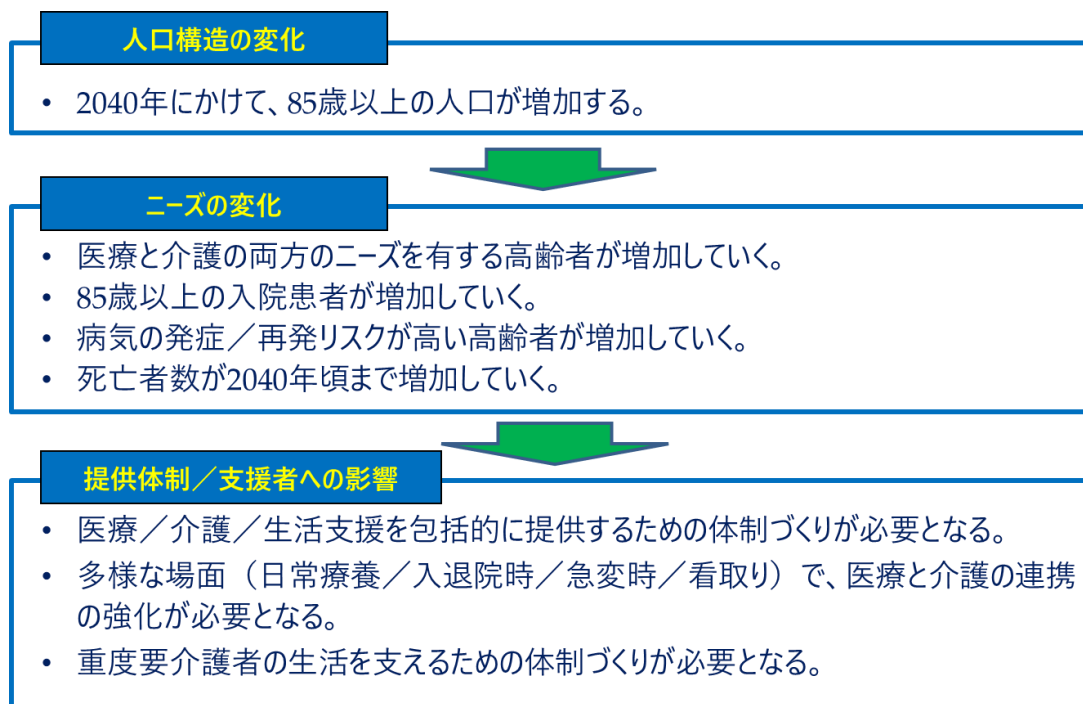 人口構造の変化
• 2040年にかけて、85歳以上の人口が増加する。
ニーズの変化
• 医療と介護の両方のニーズを有する高齢者が増加していく。
• 85歳以上の入院患者が増加していく。
• 病気の発症／再発リスクが高い高齢者が増加していく。
• 死亡者数が2040年頃まで増加していく。
提供体制／支援者への影響
• 医療／介護／生活支援を包括的に提供するための体制づくりが必要となる。
• 多様な場面（日常療養／入退院時／急変時／看取り）で、医療と介護の連携
の強化が必要となる。
• 重度要介護者の生活を支えるための体制づくりが必要となる。